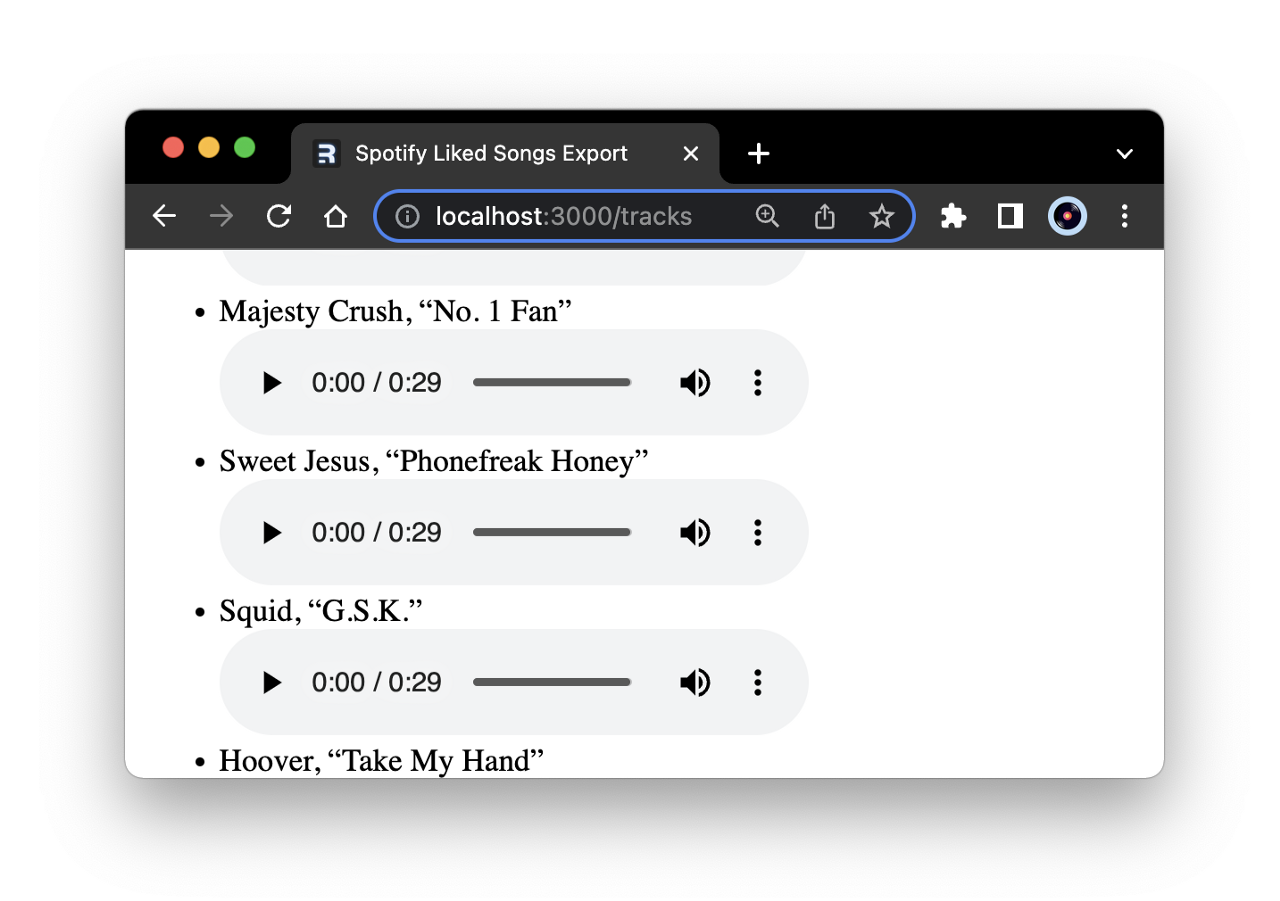 Spotify Liked Songs Export
localhost:3000/tracks
• Majesty Crush, “No. 1 Fan”
0:00 / 0:29
• Sweet Jesus, “Phonefreak Honey”
0:00 / 0:29
• Squid, “G.S.K.”
0:00 / 0:29
• Hoover, “Take My Hand”